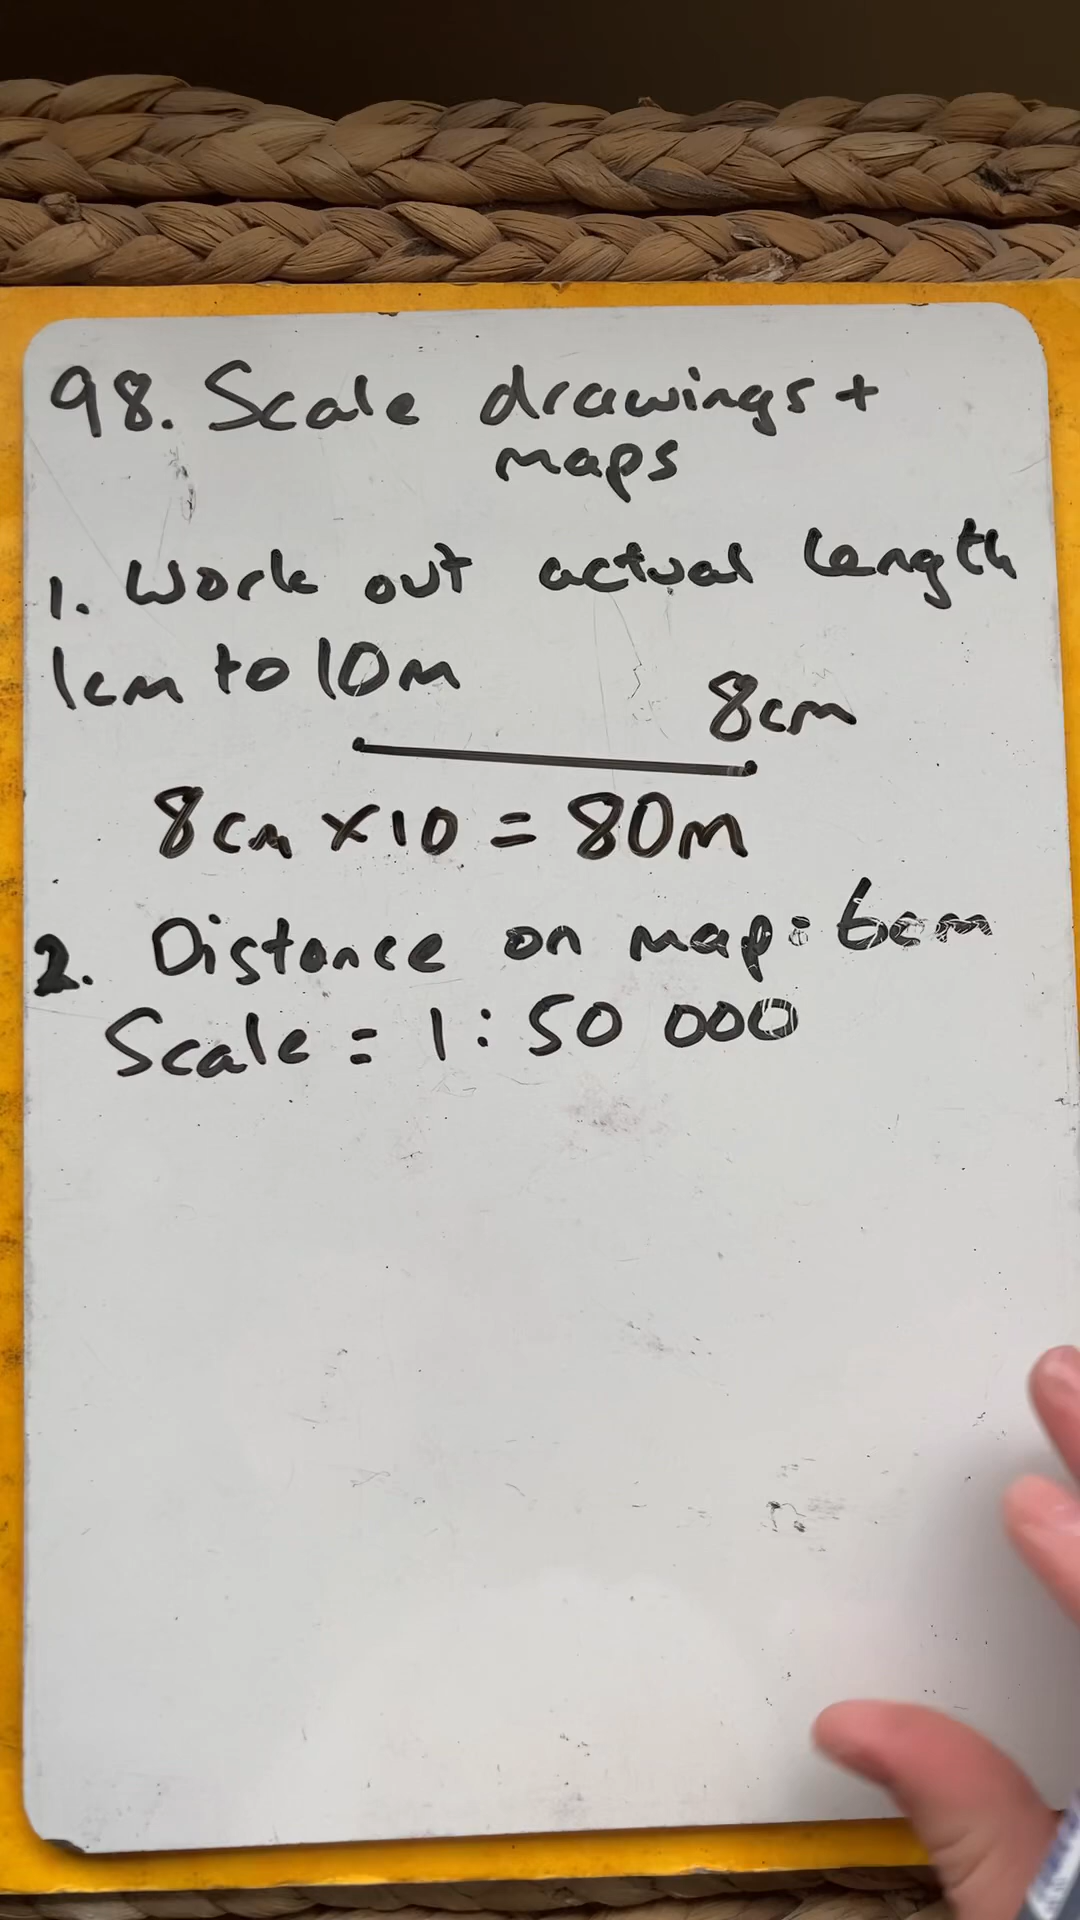 98. Scale drawings +
maps
1. Work out actual length
1cm to 10m
8cm
8cm × 10 = 80m
2. Distance on map = 6cm
Scale = 1 : 50 000